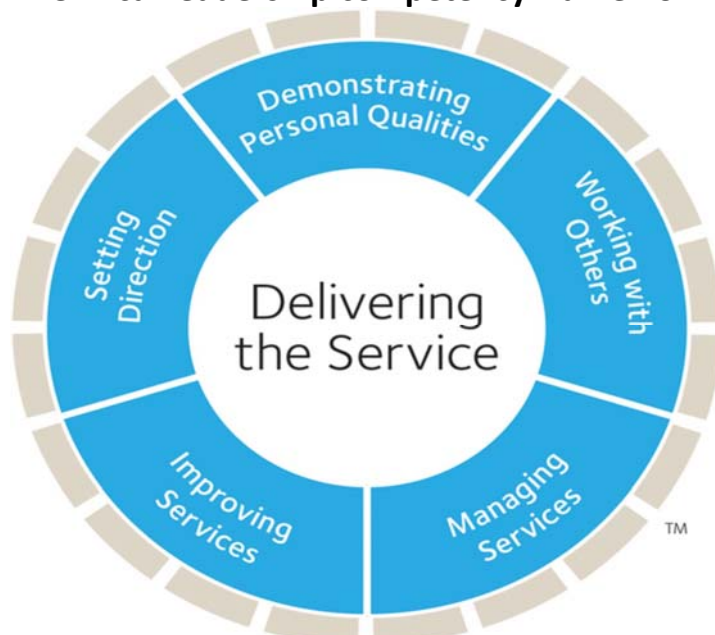 Demonstrating
Personal Qualities
Working with
Others
Managing
Services
Improving
Services
Setting
Direction
Delivering
the Service
TM